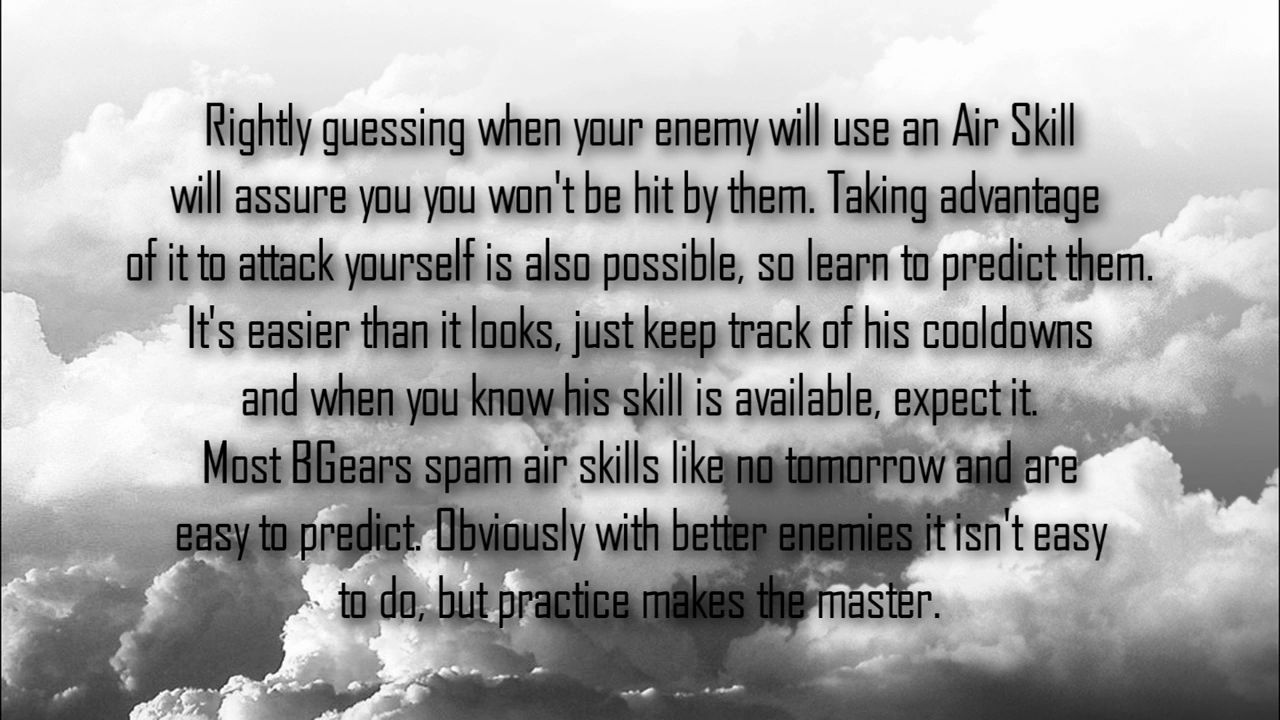 Rightly guessing when your enemy will use an Air Skill
will assure you you won't be hit by them. Taking advantage
of it to attack yourself is also possible, so learn to predict them.
It's easier than it looks, just keep track of his cooldowns
and when you know his skill is available, expect it.
Most BGears spam air skills like no tomorrow and are
easy to predict. Obviously with better enemies it isn't easy
to do, but practice makes the master.